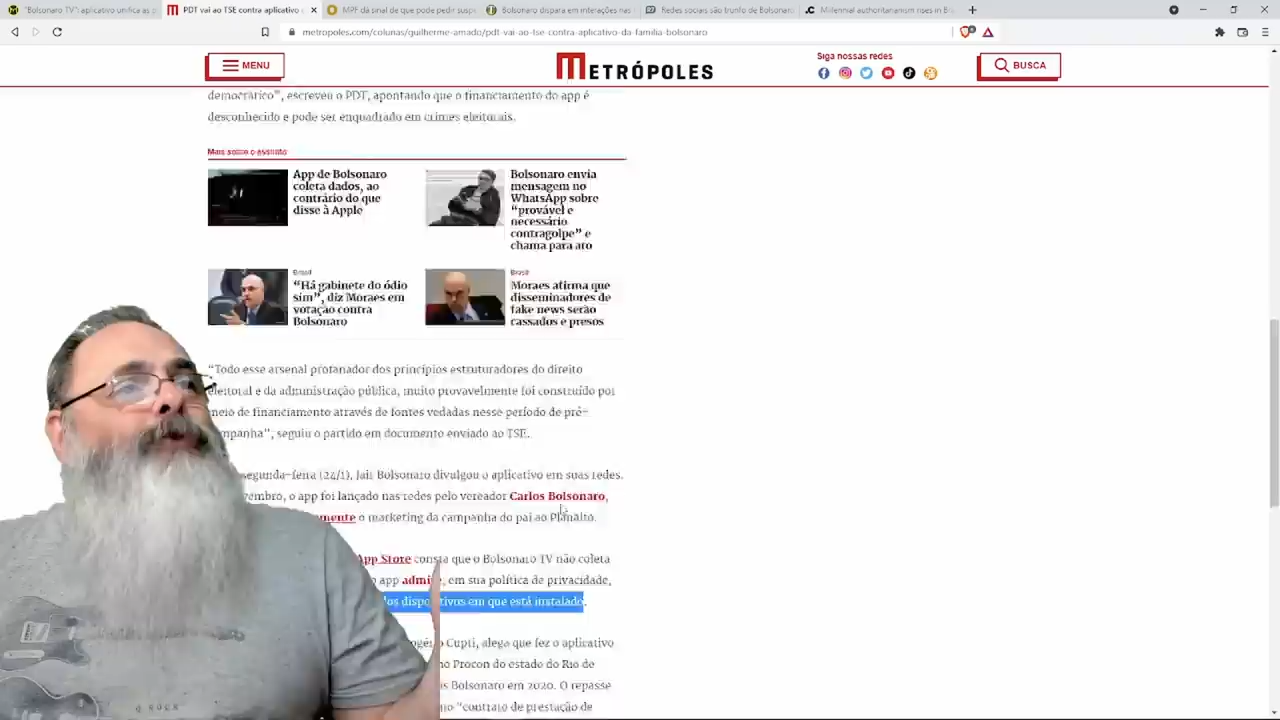 "Bolsonaro TV": aplicativo unifica as p
PDT vai ao TSE contra aplicativo d
MPF dá sinal de que pode pedir susp
Bolsonaro dispara em interações nas
Redes sociais são trunfo de Bols
Millennial authoritarianism rises in Br
metropoles.com/colunas/guilherme-amado/pdt-vai-ao-tse-contra-aplicativo-da-familia-bolsonaro
MENU
METRÓPOLES
Siga nossas redes
BUSCA
democrático", escreveu o PDT, apontando que o financiamento do app é
desconhecido e pode ser enquadrado em crimes eleitorais.
Mais sobre o assunto
App de Bolsonaro
coleta dados, ao
contrário do que
disse à Apple
Bolsonaro envia
mensagem no
WhatsApp sobre
"provável e
necessário
contragolpe" e
chama para ato
Brasil
"Há gabinete do ódio
sim", diz Moraes em
votação contra
Bolsonaro
Brasil
Moraes afirma que
disseminadores de
fake news serão
cassados e presos
"Todo esse arsenal profanador dos princípios estruturadores do direito
eleitoral e da administração pública, muito provavelmente foi construído por
meio de financiamento através de fontes vedadas nesse período de pré-
mpanha", seguiu o partido em documento enviado ao TSE.
segunda-feira (24/1), Jair Bolsonaro divulgou o aplicativo em suas redes.
embro, o app foi lançado nas redes pelo vereador Carlos Bolsonaro,
mente o marketing da campanha do pai ao Planalto.
App Store consta que o Bolsonaro TV não coleta
o app admite, em sua política de privacidade,
dos dispositivos em que está instalado.
ogério Cupti, alega que fez o aplicativo
no Procon do estado do Rio de
s Bolsonaro em 2020. O repasse
mo "contrato de prestação de